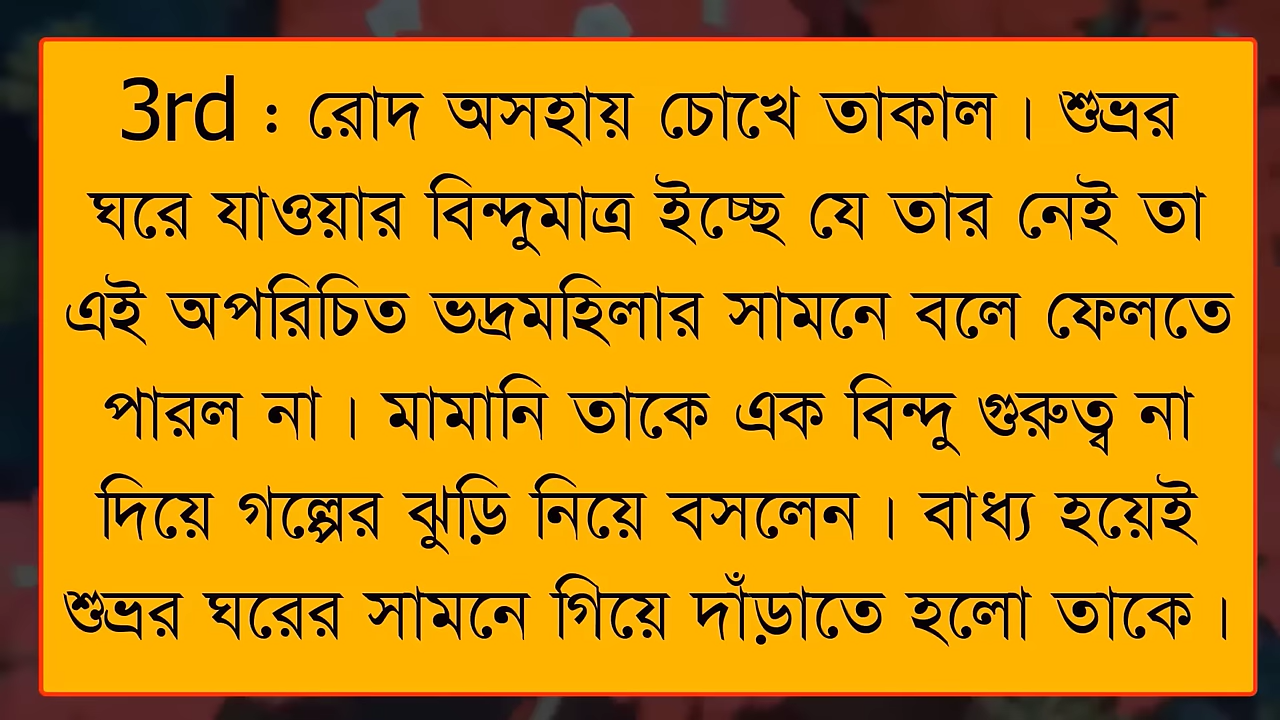 3rd : রোদ অসহায় চোখে তাকাল । শুভ্রর
ঘরে যাওয়ার বিন্দুমাত্র ইচ্ছে যে তার নেই তা
এই অপরিচিত ভদ্রমহিলার সামনে বলে ফেলতে
পারল না । মামানি তাকে এক বিন্দু গুরুত্ব না
দিয়ে গল্পের ঝুড়ি নিয়ে বসলেন । বাধ্য হয়েই
শুভ্রর ঘরের সামনে গিয়ে দাঁড়াতে হলো তাকে ।